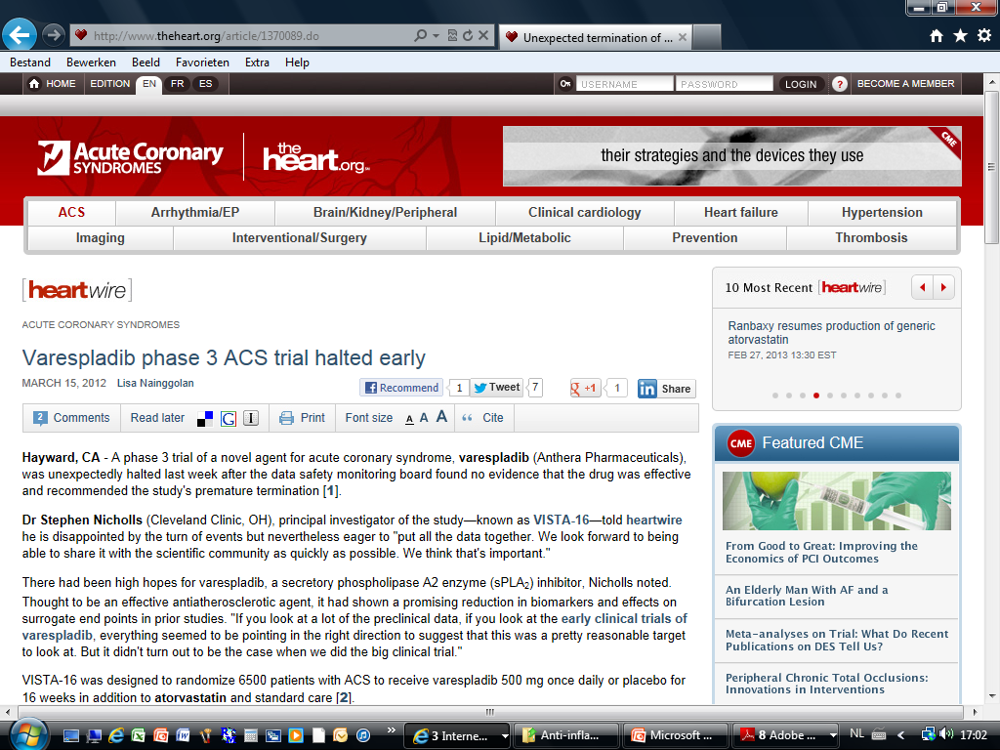 http://www.theheart.org/article/1370089.do
Unexpected termination of ...
Bestand Bewerken Beeld Favorieten Extra Help
HOME EDITION EN FR ES USERNAME PASSWORD LOGIN ? BECOME A MEMBER
Acute Coronary
SYNDROMES
the
heart.org
their strategies and the devices they use
CME
ACS Arrhythmia/EP Brain/Kidney/Peripheral Clinical cardiology Heart failure Hypertension
Imaging Interventional/Surgery Lipid/Metabolic Prevention Thrombosis
[heartwire]
ACUTE CORONARY SYNDROMES
Varespladib phase 3 ACS trial halted early
MARCH 15, 2012 Lisa Nainggolan
Recommend 1 Tweet 7 +1 1 in Share
2 Comments Read later G I Print Font size A A A Cite
Hayward, CA - A phase 3 trial of a novel agent for acute coronary syndrome, varespladib (Anthera Pharmaceuticals),
was unexpectedly halted last week after the data safety monitoring board found no evidence that the drug was effective
and recommended the study's premature termination [1].
Dr Stephen Nicholls (Cleveland Clinic, OH), principal investigator of the study—known as VISTA-16—told heartwire
he is disappointed by the turn of events but nevertheless eager to "put all the data together. We look forward to being
able to share it with the scientific community as quickly as possible. We think that's important."
There had been high hopes for varespladib, a secretory phospholipase A2 enzyme (sPLA2) inhibitor, Nicholls noted.
Thought to be an effective antiatherosclerotic agent, it had shown a promising reduction in biomarkers and effects on
surrogate end points in prior studies. "If you look at a lot of the preclinical data, if you look at the early clinical trials of
varespladib, everything seemed to be pointing in the right direction to suggest that this was a pretty reasonable target
to look at. But it didn't turn out to be the case when we did the big clinical trial."
VISTA-16 was designed to randomize 6500 patients with ACS to receive varespladib 500 mg once daily or placebo for
16 weeks in addition to atorvastatin and standard care [2].
10 Most Recent [heartwire]
Ranbaxy resumes production of generic
atorvastatin
FEB 27, 2013 13:30 EST
CME Featured CME
From Good to Great: Improving the
Economics of PCI Outcomes
An Elderly Man With AF and a
Bifurcation Lesion
Meta-analyses on Trial: What Do Recent
Publications on DES Tell Us?
Peripheral Chronic Total Occlusions:
Innovations in Interventions
3 Interne... Anti-infla... Microsoft ... 8 Adobe ... NL 17:02